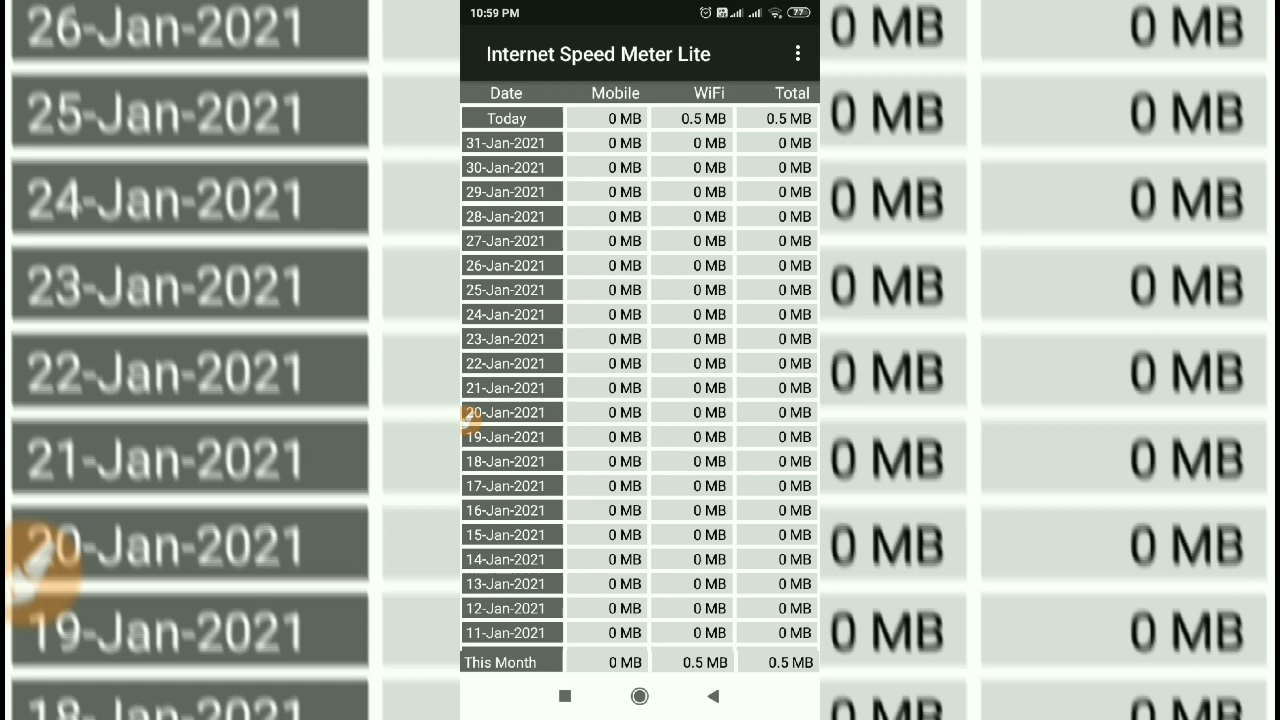 10:59 PM 77
Internet Speed Meter Lite
Date Mobile WiFi Total
Today 0 MB 0.5 MB 0.5 MB
31-Jan-2021 0 MB 0 MB 0 MB
30-Jan-2021 0 MB 0 MB 0 MB
29-Jan-2021 0 MB 0 MB 0 MB
28-Jan-2021 0 MB 0 MB 0 MB
27-Jan-2021 0 MB 0 MB 0 MB
26-Jan-2021 0 MB 0 MB 0 MB
25-Jan-2021 0 MB 0 MB 0 MB
24-Jan-2021 0 MB 0 MB 0 MB
23-Jan-2021 0 MB 0 MB 0 MB
22-Jan-2021 0 MB 0 MB 0 MB
21-Jan-2021 0 MB 0 MB 0 MB
20-Jan-2021 0 MB 0 MB 0 MB
19-Jan-2021 0 MB 0 MB 0 MB
18-Jan-2021 0 MB 0 MB 0 MB
17-Jan-2021 0 MB 0 MB 0 MB
16-Jan-2021 0 MB 0 MB 0 MB
15-Jan-2021 0 MB 0 MB 0 MB
14-Jan-2021 0 MB 0 MB 0 MB
13-Jan-2021 0 MB 0 MB 0 MB
12-Jan-2021 0 MB 0 MB 0 MB
11-Jan-2021 0 MB 0 MB 0 MB
This Month 0 MB 0.5 MB 0.5 MB
26-Jan-2021 0 MB 0 MB
25-Jan-2021 0 MB 0 MB
24-Jan-2021 0 MB 0 MB
23-Jan-2021 0 MB 0 MB
22-Jan-2021 0 MB 0 MB
21-Jan-2021 0 MB 0 MB
20-Jan-2021 0 MB 0 MB
19-Jan-2021 0 MB 0 MB
18-Jan-2021 0 MB 0 MB